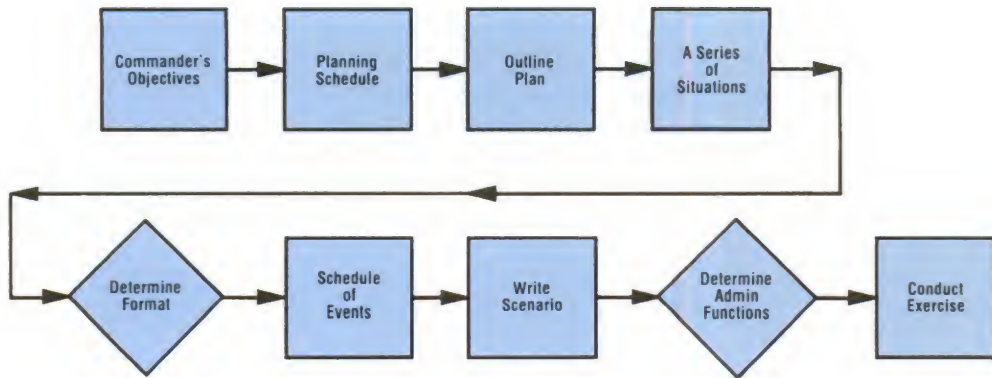 Commander's
Objectives
Planning
Schedule
Outline
Plan
A Series
of
Situations
Determine
Format
Schedule
of
Events
Write
Scenario
Determine
Admin
Functions
Conduct
Exercise